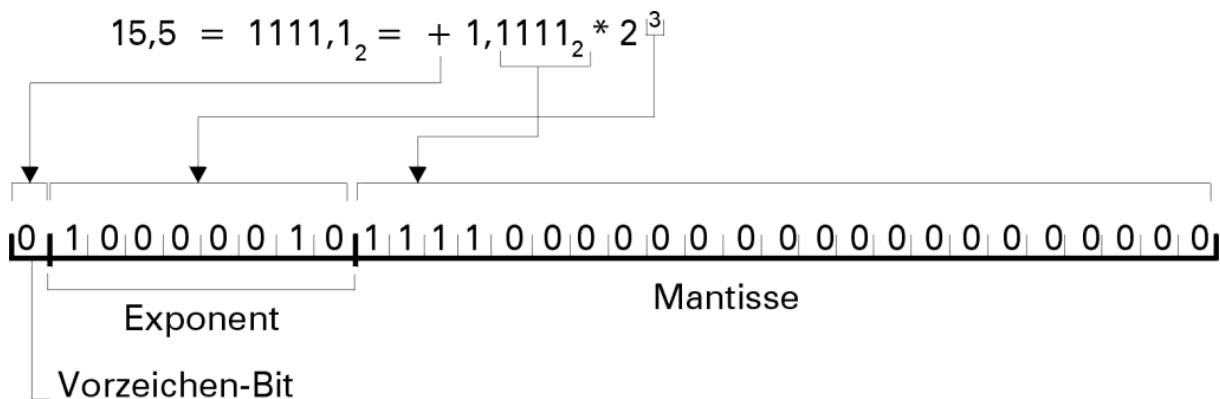 15,5 = 1111,1₂ = + 1,1111₂ * 2³
0 1 0 0 0 0 0 1 0 1 1 1 1 0 0 0 0 0 0 0 0 0 0 0 0 0 0 0 0 0 0 0
Mantisse
Exponent
Vorzeichen-Bit